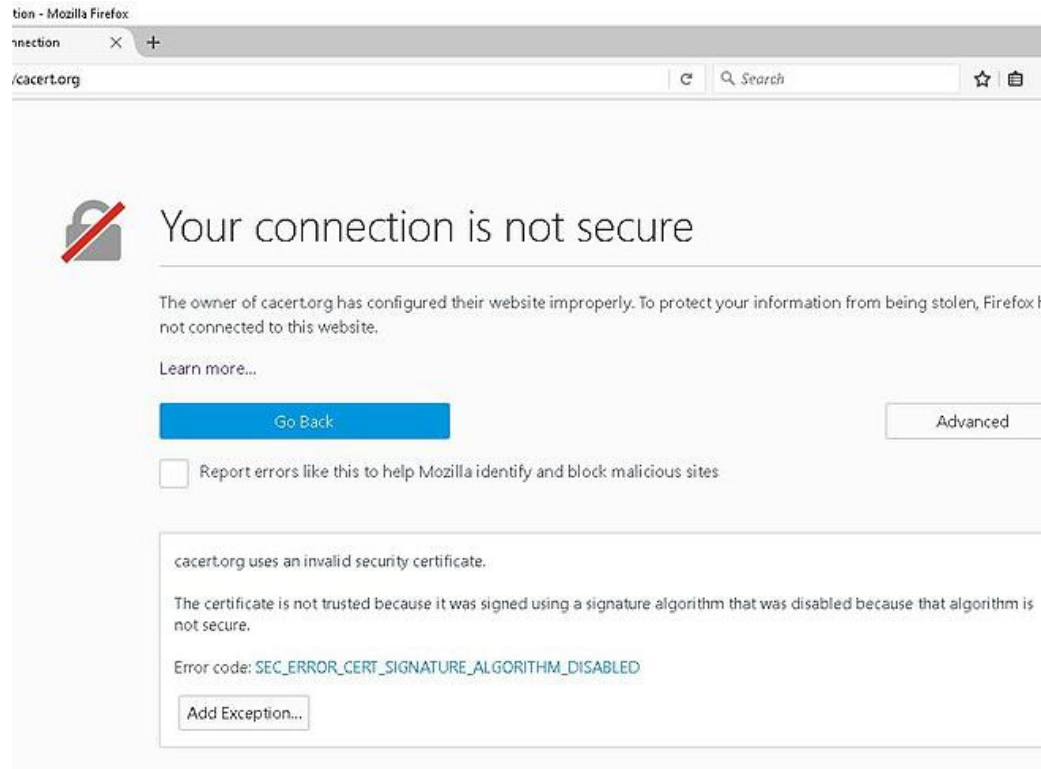 tion - Mozilla Firefox
nnection
/cacert.org
Search
Your connection is not secure
The owner of cacert.org has configured their website improperly. To protect your information from being stolen, Firefox h
not connected to this website.
Learn more...
Go Back
Advanced
Report errors like this to help Mozilla identify and block malicious sites
cacert.org uses an invalid security certificate.
The certificate is not trusted because it was signed using a signature algorithm that was disabled because that algorithm is
not secure.
Error code: SEC_ERROR_CERT_SIGNATURE_ALGORITHM_DISABLED
Add Exception...